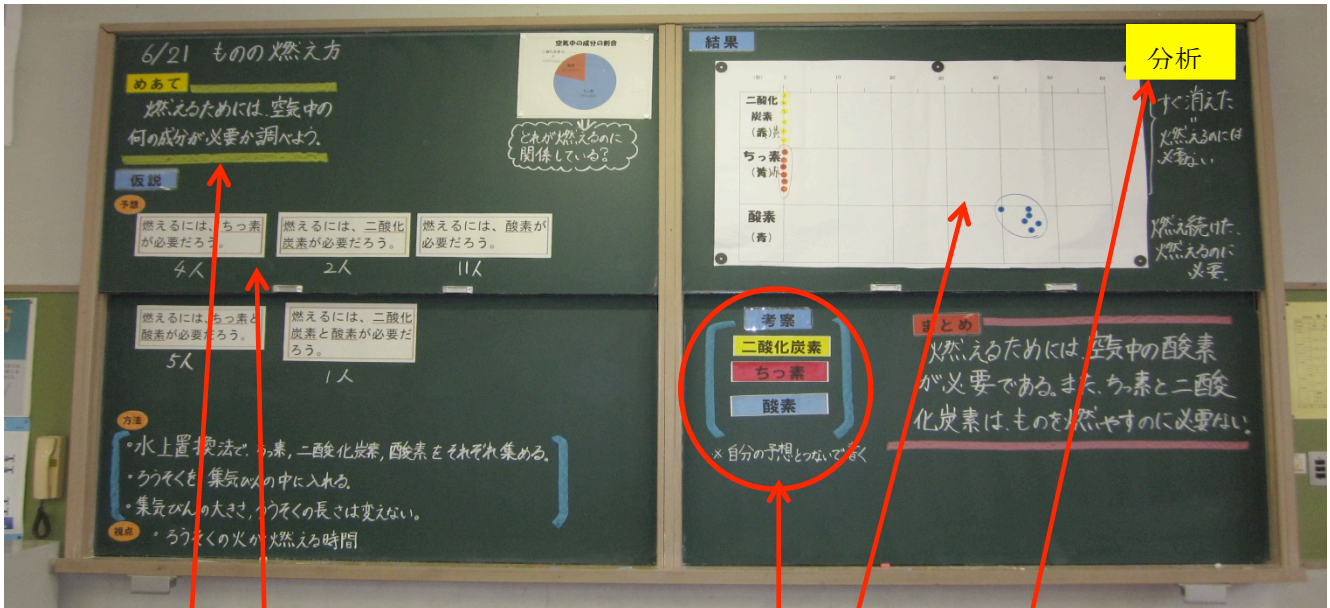 6/21 ものの燃え方
めあて
燃えるためには、空気中の
何の成分が必要か調べよう。
空気中の成分の割合
どれが燃えるのに
関係している?
仮説
予想
燃えるには、ちっ素
が必要だろう。
4人
燃えるには、二酸化
炭素が必要だろう。
2人
燃えるには、酸素が
必要だろう。
11人
燃えるには、ちっ素と
酸素が必要だろう。
5人
燃えるには、二酸化
炭素と酸素が必要だ
ろう。
1人
方法
・水上置換法で、ちっ素,二酸化炭素,酸素をそれぞれ集める。
・ろうそくを集気びんの中に入れる。
・集気びんの大きさ,ろうそくの長さは変えない。
視点
・ろうそくの火が燃える時間
結果
分析
0 10 20 30 40 50 60
二酸化
炭素
ちっ素
酸素
(青)
すぐ消えた
=
燃えるのには
必要ない
燃え続けた、
燃えるのに
必要。
考察
二酸化炭素
ちっ素
酸素
※自分の予想とつないで書く
まとめ
燃えるためには、空気中の酸素
が必要である。また、ちっ素と二酸
化炭素は、ものを燃やすのに必要ない。